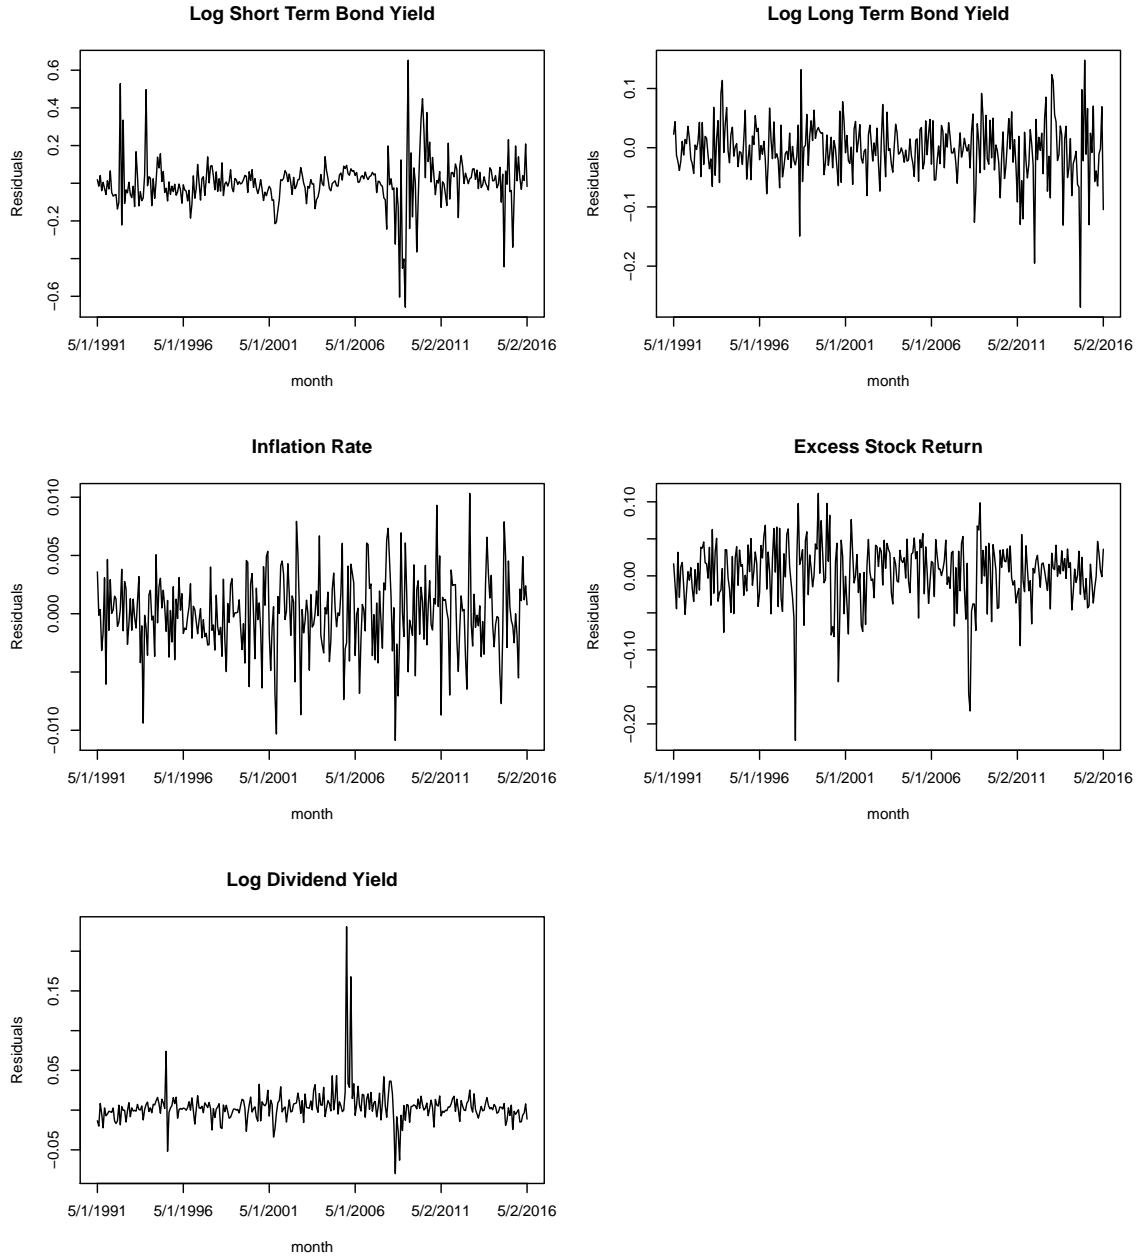 Log Short Term Bond Yield
Residuals
0.6
0.4
0.2
−0.2
−0.6
5/1/1991 5/1/1996 5/1/2001 5/1/2006 5/2/2011 5/2/2016
month
Log Long Term Bond Yield
Residuals
0.1
0.0
−0.1
−0.2
5/1/1991 5/1/1996 5/1/2001 5/1/2006 5/2/2011 5/2/2016
month
Inflation Rate
Residuals
0.010
0.005
0.000
−0.010
5/1/1991 5/1/1996 5/1/2001 5/1/2006 5/2/2011 5/2/2016
month
Excess Stock Return
Residuals
0.10
0.00
−0.10
−0.20
5/1/1991 5/1/1996 5/1/2001 5/1/2006 5/2/2011 5/2/2016
month
Log Dividend Yield
Residuals
0.15
0.05
−0.05
5/1/1991 5/1/1996 5/1/2001 5/1/2006 5/2/2011 5/2/2016
month